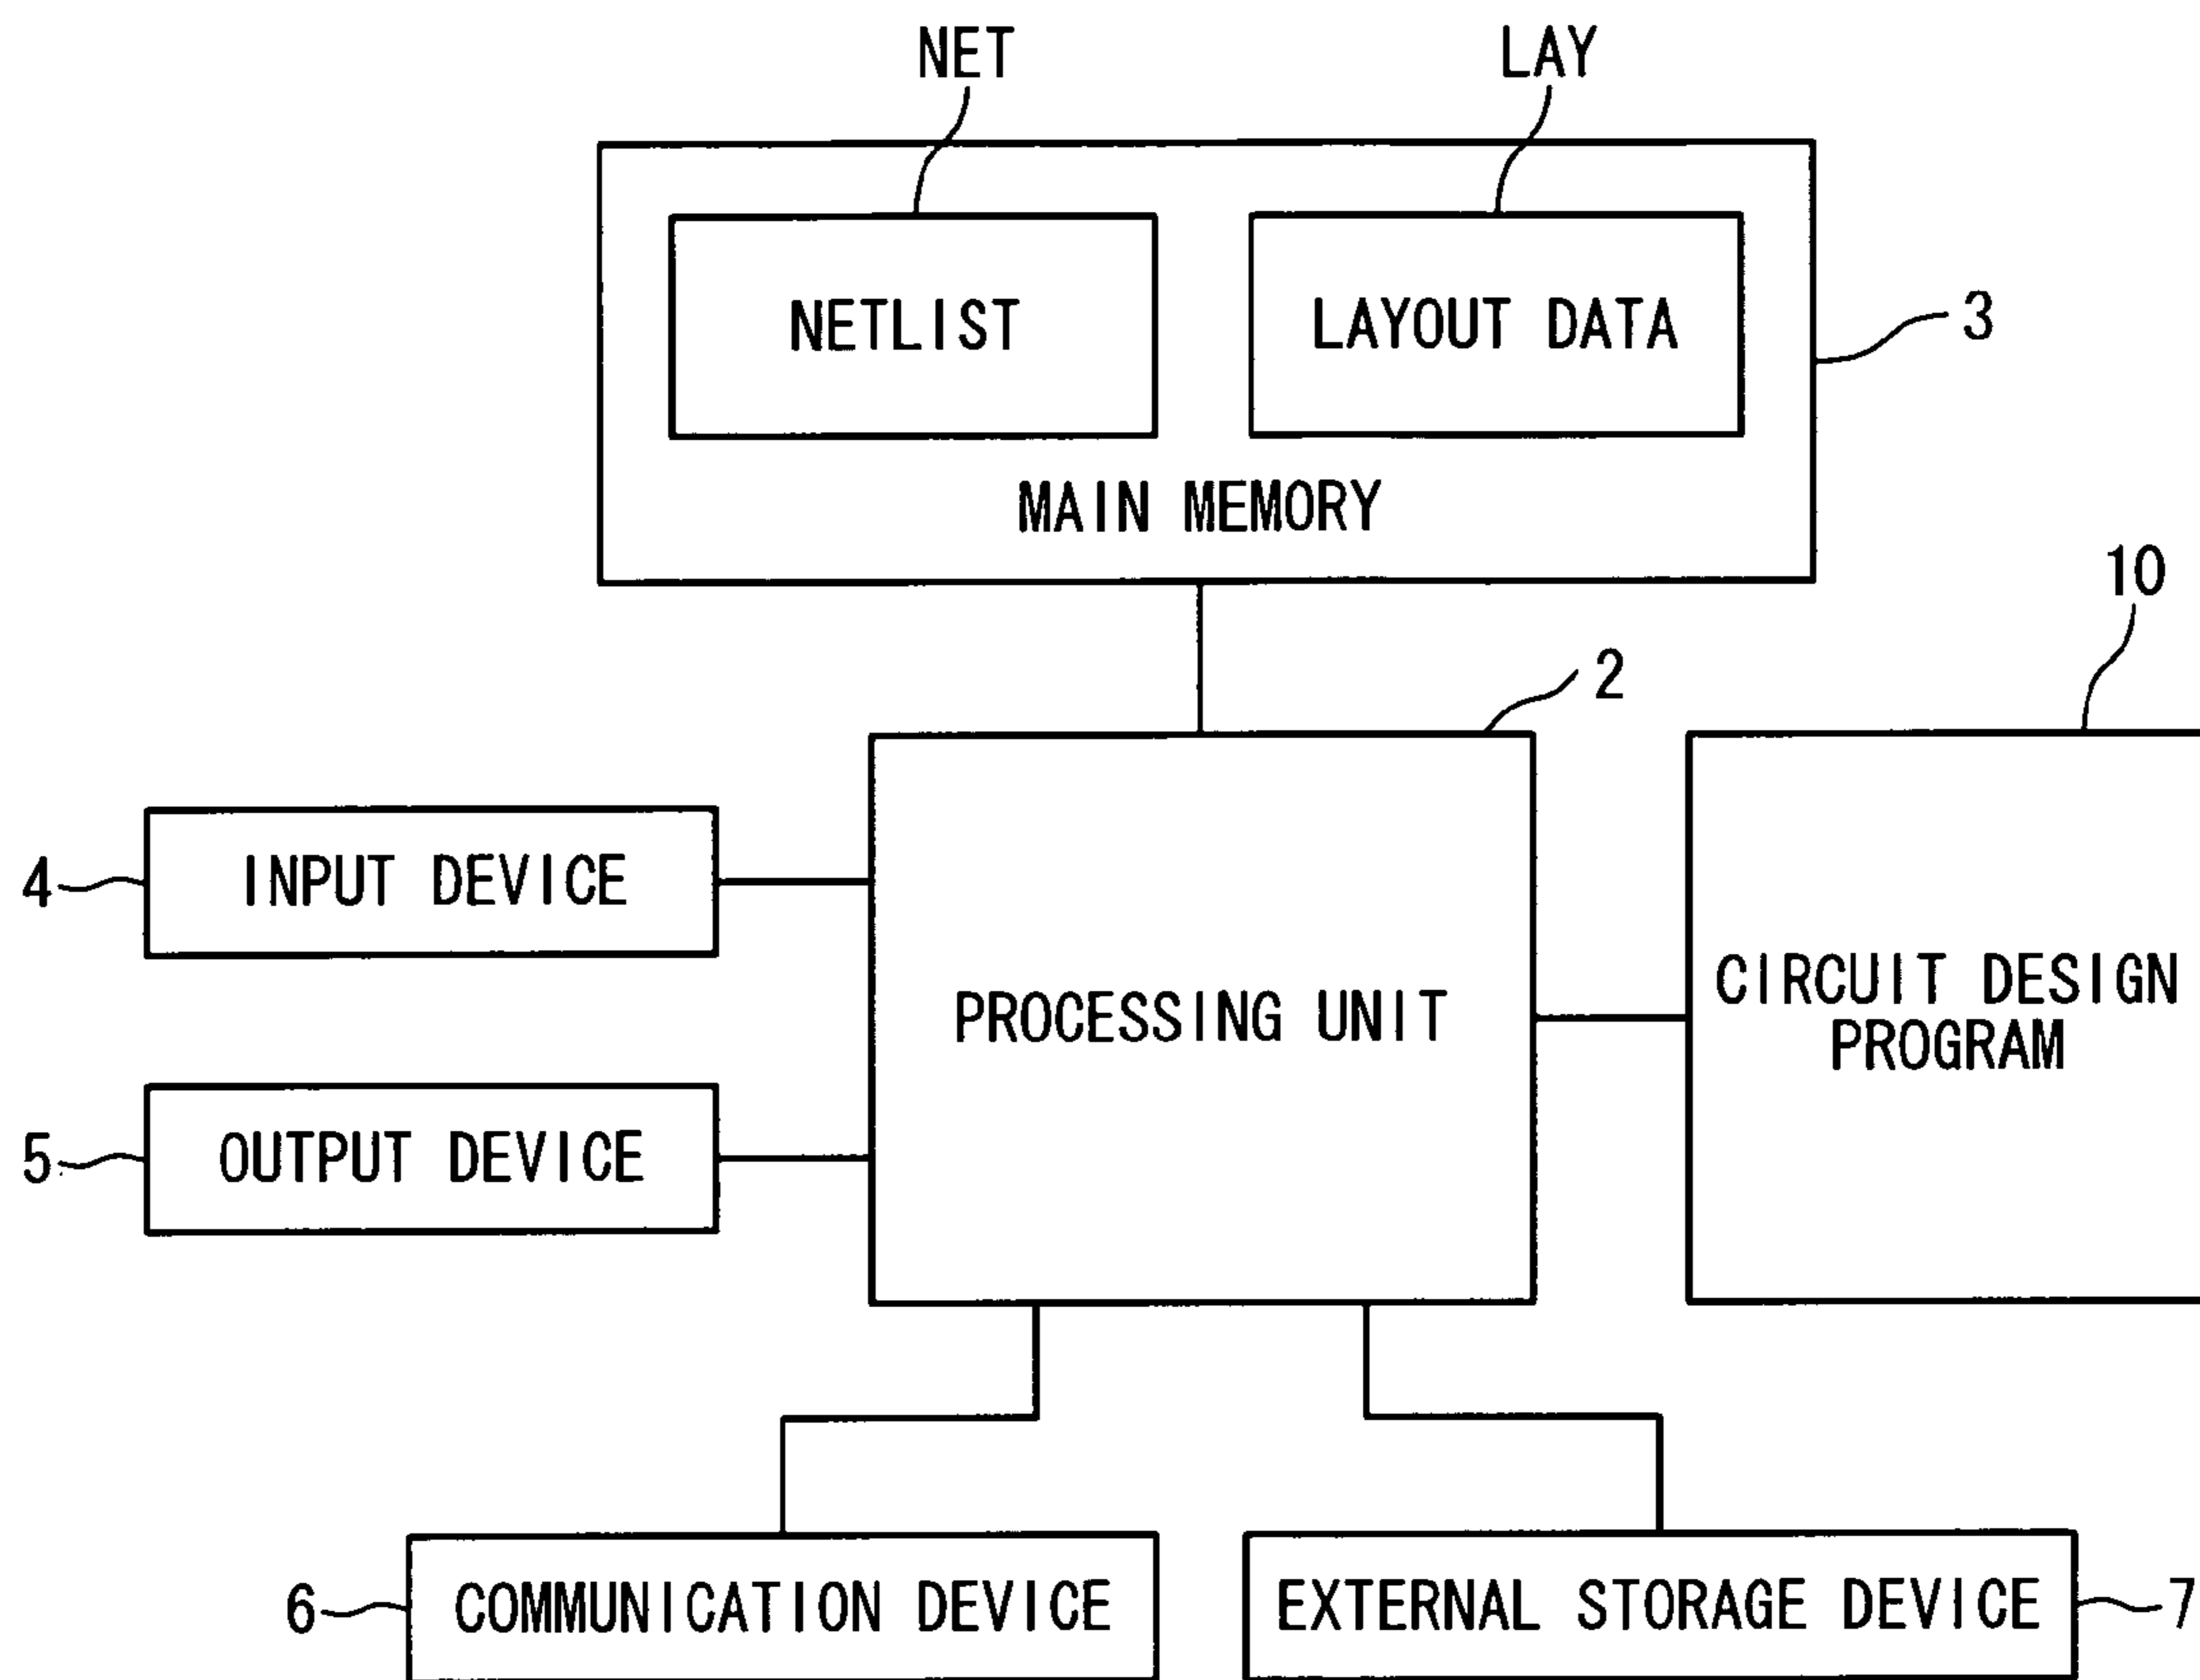 NET
LAY
NETLIST
LAYOUT DATA
3
MAIN MEMORY
10
2
4
INPUT DEVICE
PROCESSING UNIT
CIRCUIT DESIGN
PROGRAM
5
OUTPUT DEVICE
6
COMMUNICATION DEVICE
EXTERNAL STORAGE DEVICE
7